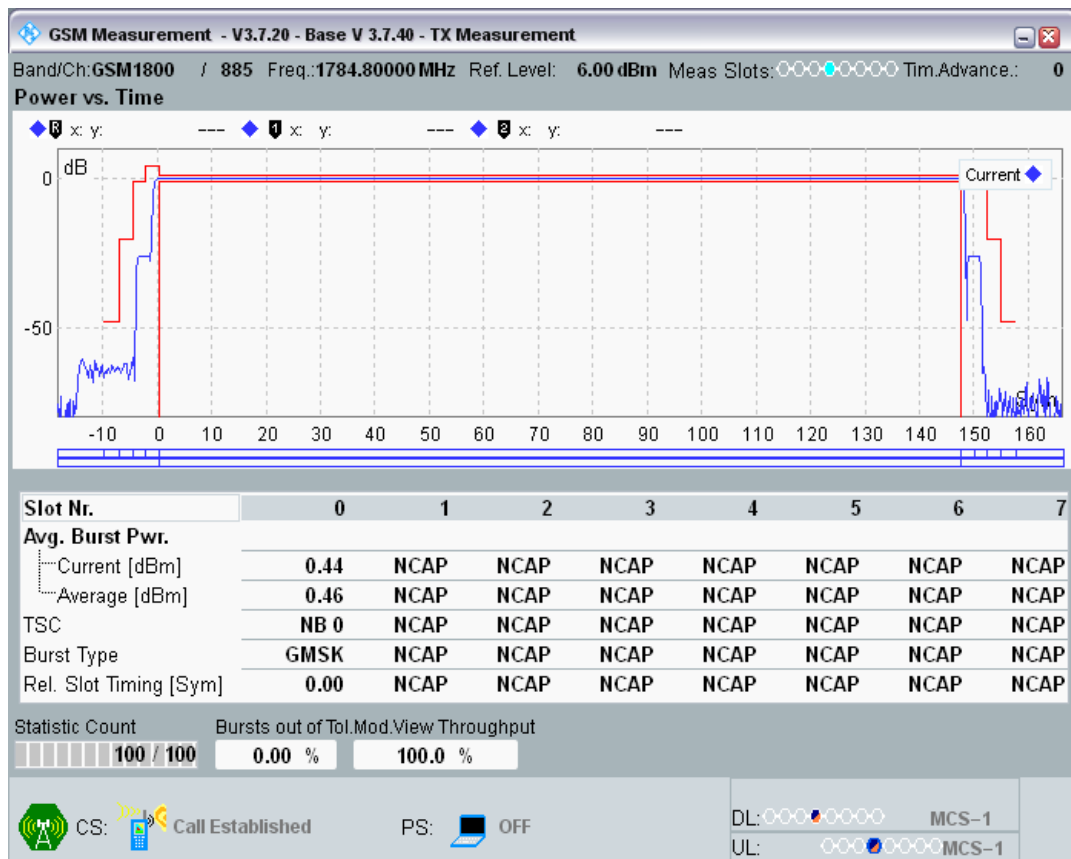 GSM Measurement - V3.7.20 - Base V 3.7.40 - TX Measurement
Band/Ch:GSM1800 / 885 Freq.:1784.80000 MHz Ref. Level: 6.00 dBm Meas Slots: Tim.Advance.: 0
Power vs. Time
R x: y: --- 1 x: y: --- 2 x: y: ---
dB
Current
0
-50
-10 0 10 20 30 40 50 60 70 80 90 100 110 120 130 140 150 160
Slot Nr. 0 1 2 3 4 5 6 7
Avg. Burst Pwr.
Current [dBm] 0.44 NCAP NCAP NCAP NCAP NCAP NCAP NCAP
Average [dBm] 0.46 NCAP NCAP NCAP NCAP NCAP NCAP NCAP
TSC NB 0 NCAP NCAP NCAP NCAP NCAP NCAP NCAP
Burst Type GMSK NCAP NCAP NCAP NCAP NCAP NCAP NCAP
Rel. Slot Timing [Sym] 0.00 NCAP NCAP NCAP NCAP NCAP NCAP NCAP
Statistic Count Bursts out of Tol.Mod.View Throughput
100 / 100 0.00 % 100.0 %
CS: Call Established PS: OFF DL: MCS-1
UL: MCS-1